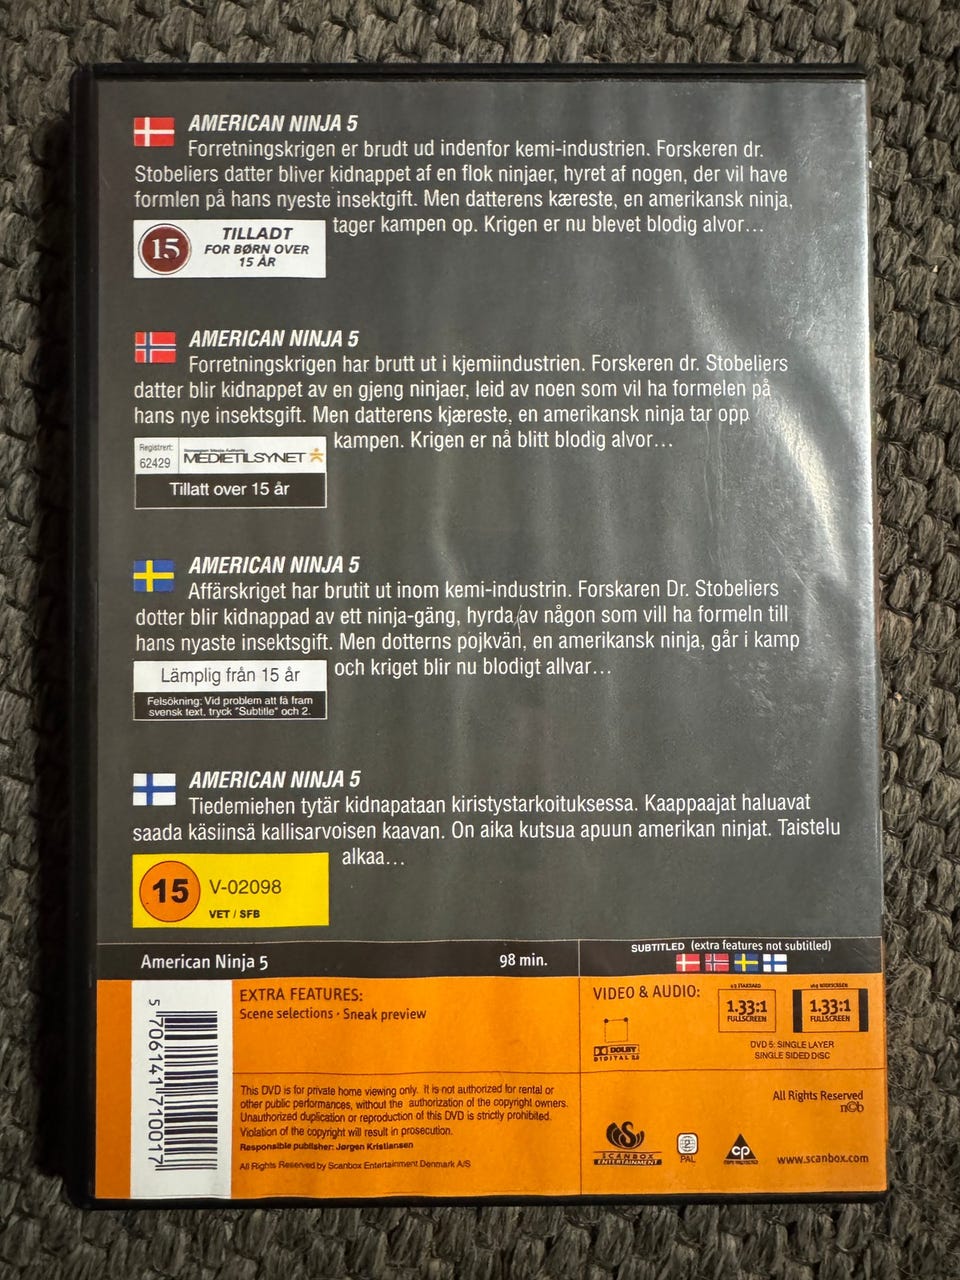 AMERICAN NINJA 5
Forretningskrigen er brudt ud indenfor kemi-industrien. Forskeren dr.
Stobeliers datter bliver kidnappet af en flok ninjaer, hyret af nogen, der vil have
formlen på hans nyeste insektgift. Men datterens kæreste, en amerikansk ninja,
tager kampen op. Krigen er nu blevet blodig alvor...
15
TILLADT
FOR BØRN OVER
15 ÅR
AMERICAN NINJA 5
Forretningskrigen har brutt ut i kjemiindustrien. Forskeren dr. Stobeliers
datter blir kidnappet av en gjeng ninjaer, leid av noen som vil ha formelen på
hans nye insektsgift. Men datterens kjæreste, en amerikansk ninja tar opp
kampen. Krigen er nå blitt blodig alvor...
Registrert:
62429
Norwegian Media Authority
MEDIETILSYNET
Tillatt over 15 år
AMERICAN NINJA 5
Affärskriget har brutit ut inom kemi-industrin. Forskaren Dr. Stobeliers
dotter blir kidnappad av ett ninja-gäng, hyrda av någon som vill ha formeln till
hans nyaste insektsgift. Men dotterns pojkvän, en amerikansk ninja, går i kamp
och kriget blir nu blodigt allvar...
Lämplig från 15 år
Felsökning: Vid problem att få fram
svensk text, tryck "Subtitle" och 2.
AMERICAN NINJA 5
Tiedemiehen tytär kidnapataan kiristystarkoituksessa. Kaappaajat haluavat
saada käsiinsä kallisarvoisen kaavan. On aika kutsua apuun amerikan ninjat. Taistelu
alkaa...
15
V-02098
VET / SFB
American Ninja 5
98 min.
SUBTITLED (extra features not subtitled)
5 706141 710017
EXTRA FEATURES:
Scene selections · Sneak preview
VIDEO & AUDIO:
DOLBY
DIGITAL 2.0
4:3 STANDARD
1.33:1
FULLSCREEN
16:9 WIDESCREEN
1.33:1
FULLSCREEN
DVD 5: SINGLE LAYER
SINGLE SIDED DISC
This DVD is for private home viewing only. It is not authorized for rental or
other public performances, without the authorization of the copyright owners.
Unauthorized duplication or reproduction of this DVD is strictly prohibited.
Violation of the copyright will result in prosecution.
Responsible publisher: Jørgen Kristiansen
All Rights Reserved by Scanbox Entertainment Denmark A/S
All Rights Reserved
n©b
SCANBOX
ENTERTAINMENT
2
PAL
CP
COPY PROTECTED
www.scanbox.com